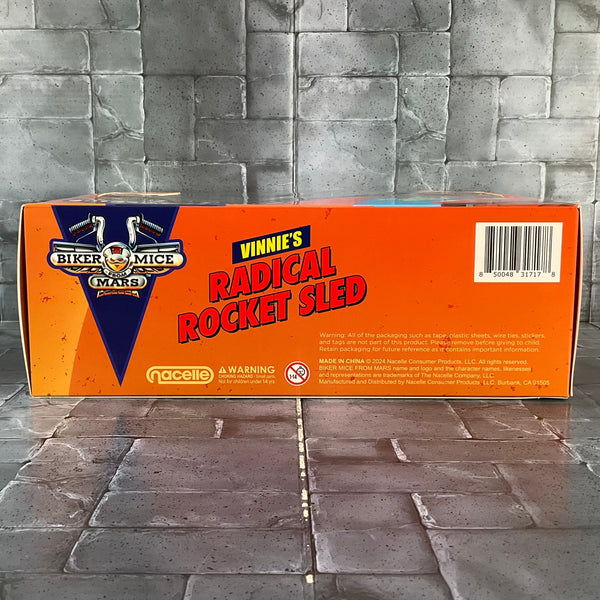 BIKER MICE
FROM
MARS
VINNIE'S
RADICAL
ROCKET SLED
8 50048 31717 8
Warning: All of the packaging such as tape, plastic sheets, wire ties, stickers,
and tags are not part of this product. Please remove before giving to child.
Retain packaging for future reference as it contains important information.
nacelle
WARNING
CHOKING HAZARD - Small parts.
Not for children under 14 yrs.
MADE IN CHINA © 2024 Nacelle Consumer Products, LLC. All rights reserved.
BIKER MICE FROM MARS name and logo and the character names, likenesses
and representations are trademarks of The Nacelle Company, LLC.
Manufactured and Distributed by Nacelle Consumer Products, LLC. Burbank, CA 91505